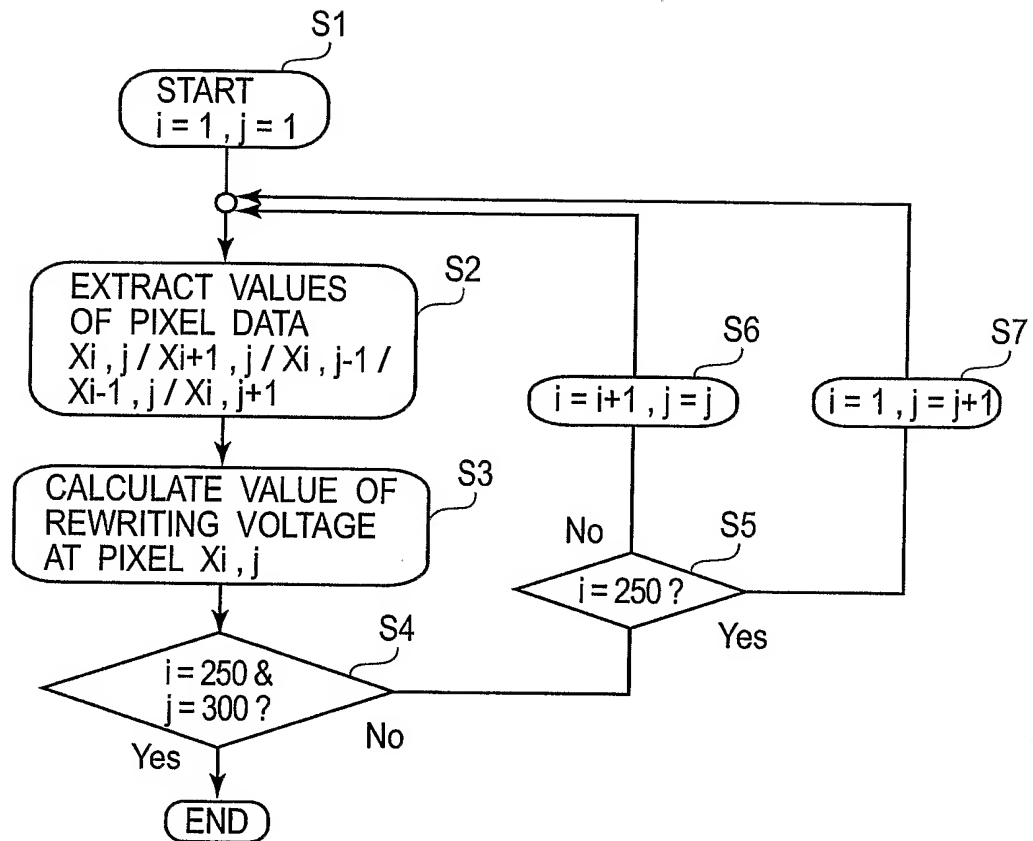 S1
START
i = 1 , j = 1
S2
EXTRACT VALUES
OF PIXEL DATA
Xi , j / Xi+1 , j / Xi , j-1 /
Xi-1 , j / Xi , j+1
S6
i = i+1 , j = j
S7
i = 1 , j = j+1
S3
CALCULATE VALUE OF
REWRITING VOLTAGE
AT PIXEL Xi , j
No
S5
i = 250 ?
Yes
S4
i = 250 &
j = 300 ?
No
Yes
END